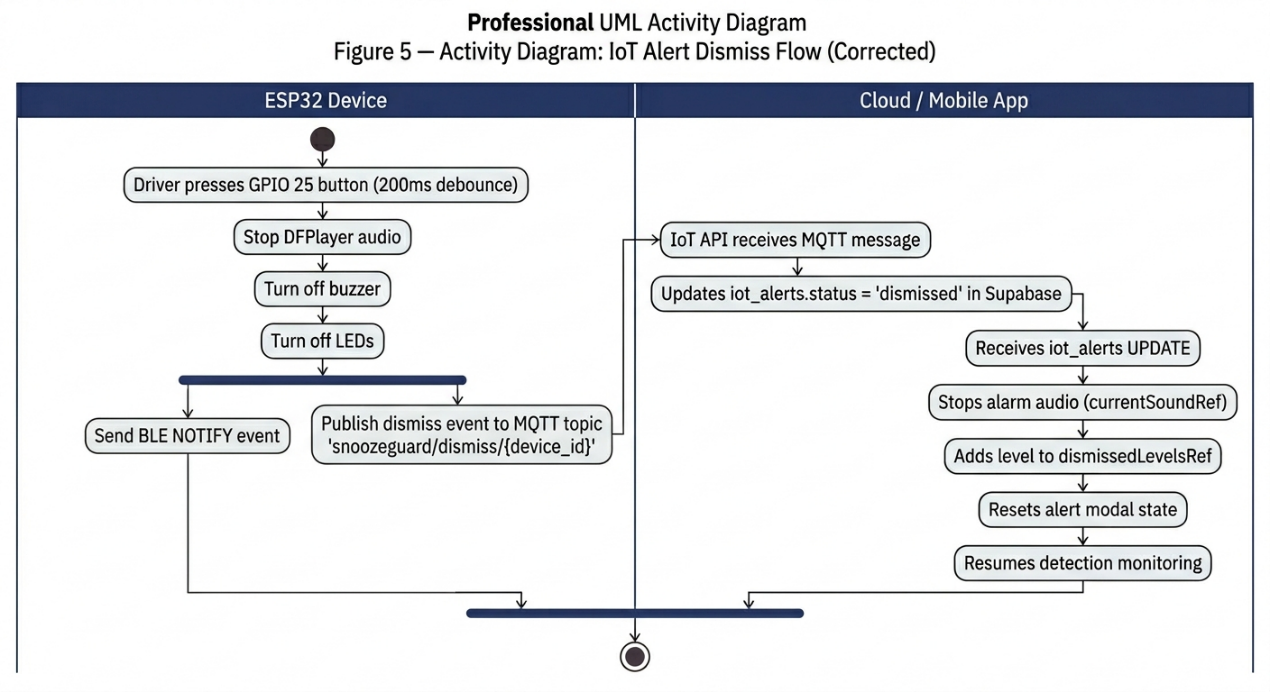 Professional UML Activity Diagram
Figure 5 — Activity Diagram: IoT Alert Dismiss Flow (Corrected)
ESP32 Device
Cloud / Mobile App
Driver presses GPIO 25 button (200ms debounce)
Stop DFPlayer audio
Turn off buzzer
Turn off LEDs
Send BLE NOTIFY event
Publish dismiss event to MQTT topic
'snoozeguard/dismiss/{device_id}'
IoT API receives MQTT message
Updates iot_alerts.status = 'dismissed' in Supabase
Receives iot_alerts UPDATE
Stops alarm audio (currentSoundRef)
Adds level to dismissedLevelsRef
Resets alert modal state
Resumes detection monitoring